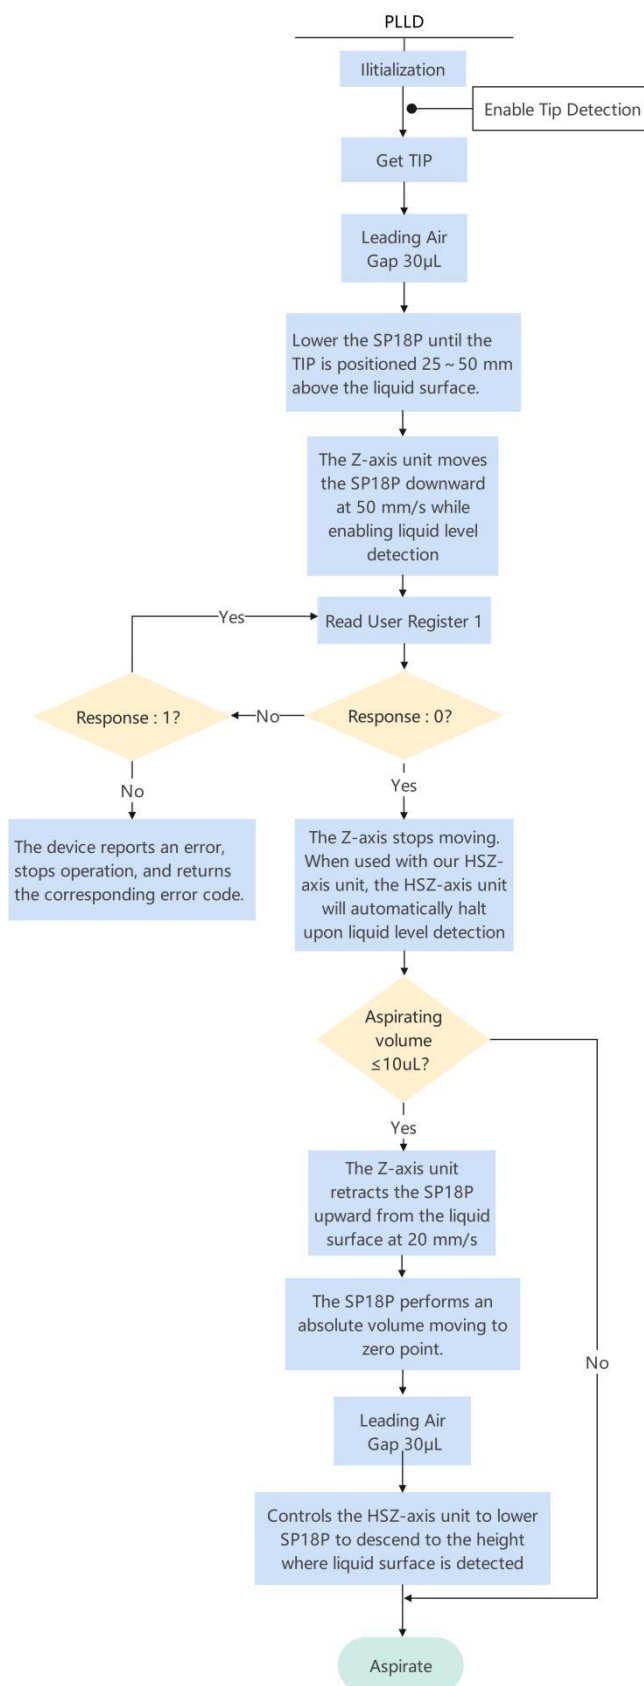 PLLD
Ilitialization
Enable Tip Detection
Get TIP
Leading Air
Gap 30μL
Lower the SP18P until the
TIP is positioned 25~50 mm
above the liquid surface.
The Z-axis unit moves
the SP18P downward
at 50 mm/s while
enabling liquid level
detection
Yes
Read User Register 1
Response : 1?
No
Response : 0?
No
Yes
The device reports an error,
stops operation, and returns
the corresponding error code.
The Z-axis stops moving.
When used with our HSZ-
axis unit, the HSZ-axis unit
will automatically halt
upon liquid level detection
Aspirating
volume
≤10uL?
Yes
The Z-axis unit
retracts the SP18P
upward from the liquid
surface at 20 mm/s
The SP18P performs an
absolute volume moving to
zero point.
No
Leading Air
Gap 30μL
Controls the HSZ-axis unit to lower
SP18P to descend to the height
where liquid surface is detected
Aspirate